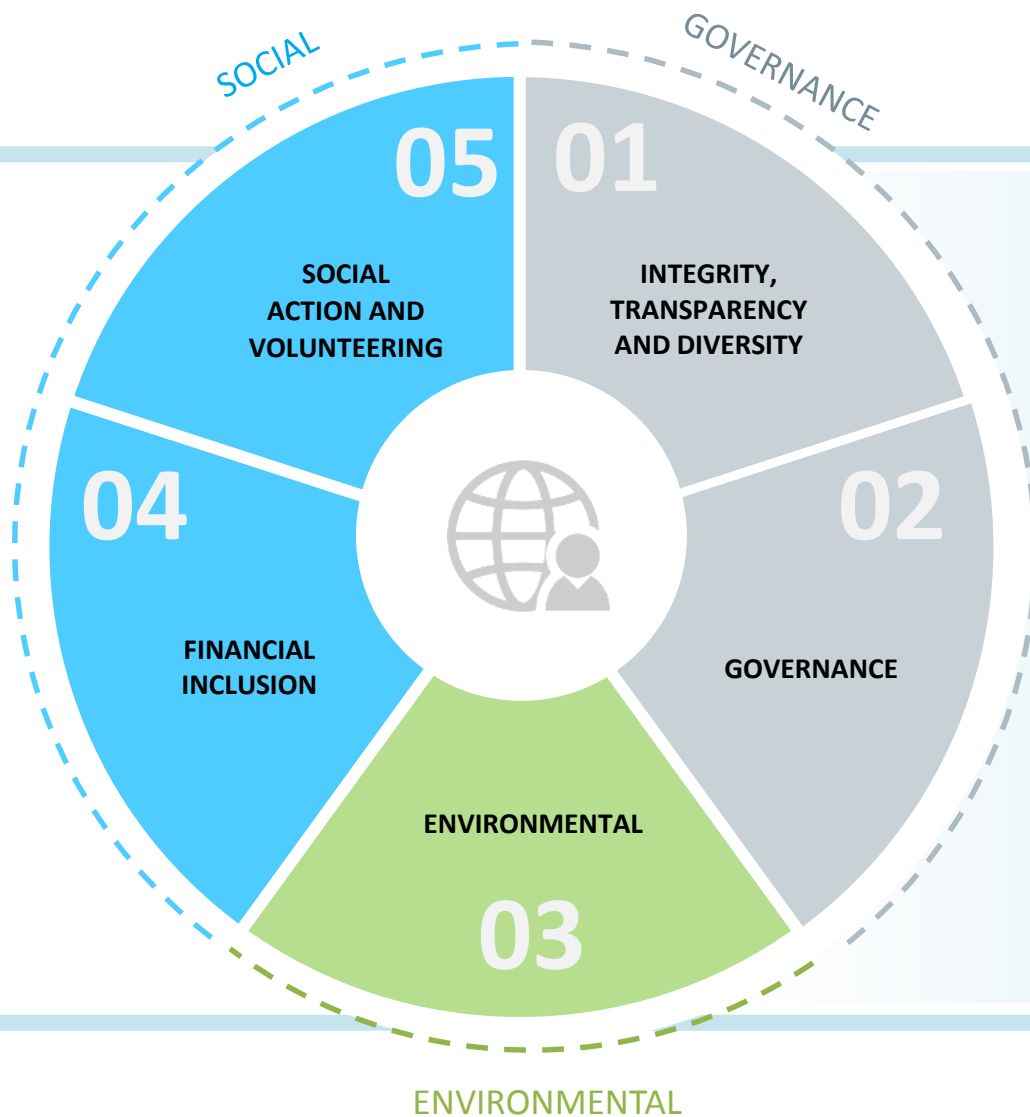 SOCIAL
GOVERNANCE
05
SOCIAL
ACTION AND
VOLUNTEERING
01
INTEGRITY,
TRANSPARENCY
AND DIVERSITY
04
FINANCIAL
INCLUSION
02
GOVERNANCE
ENVIRONMENTAL
03
ENVIRONMENTAL